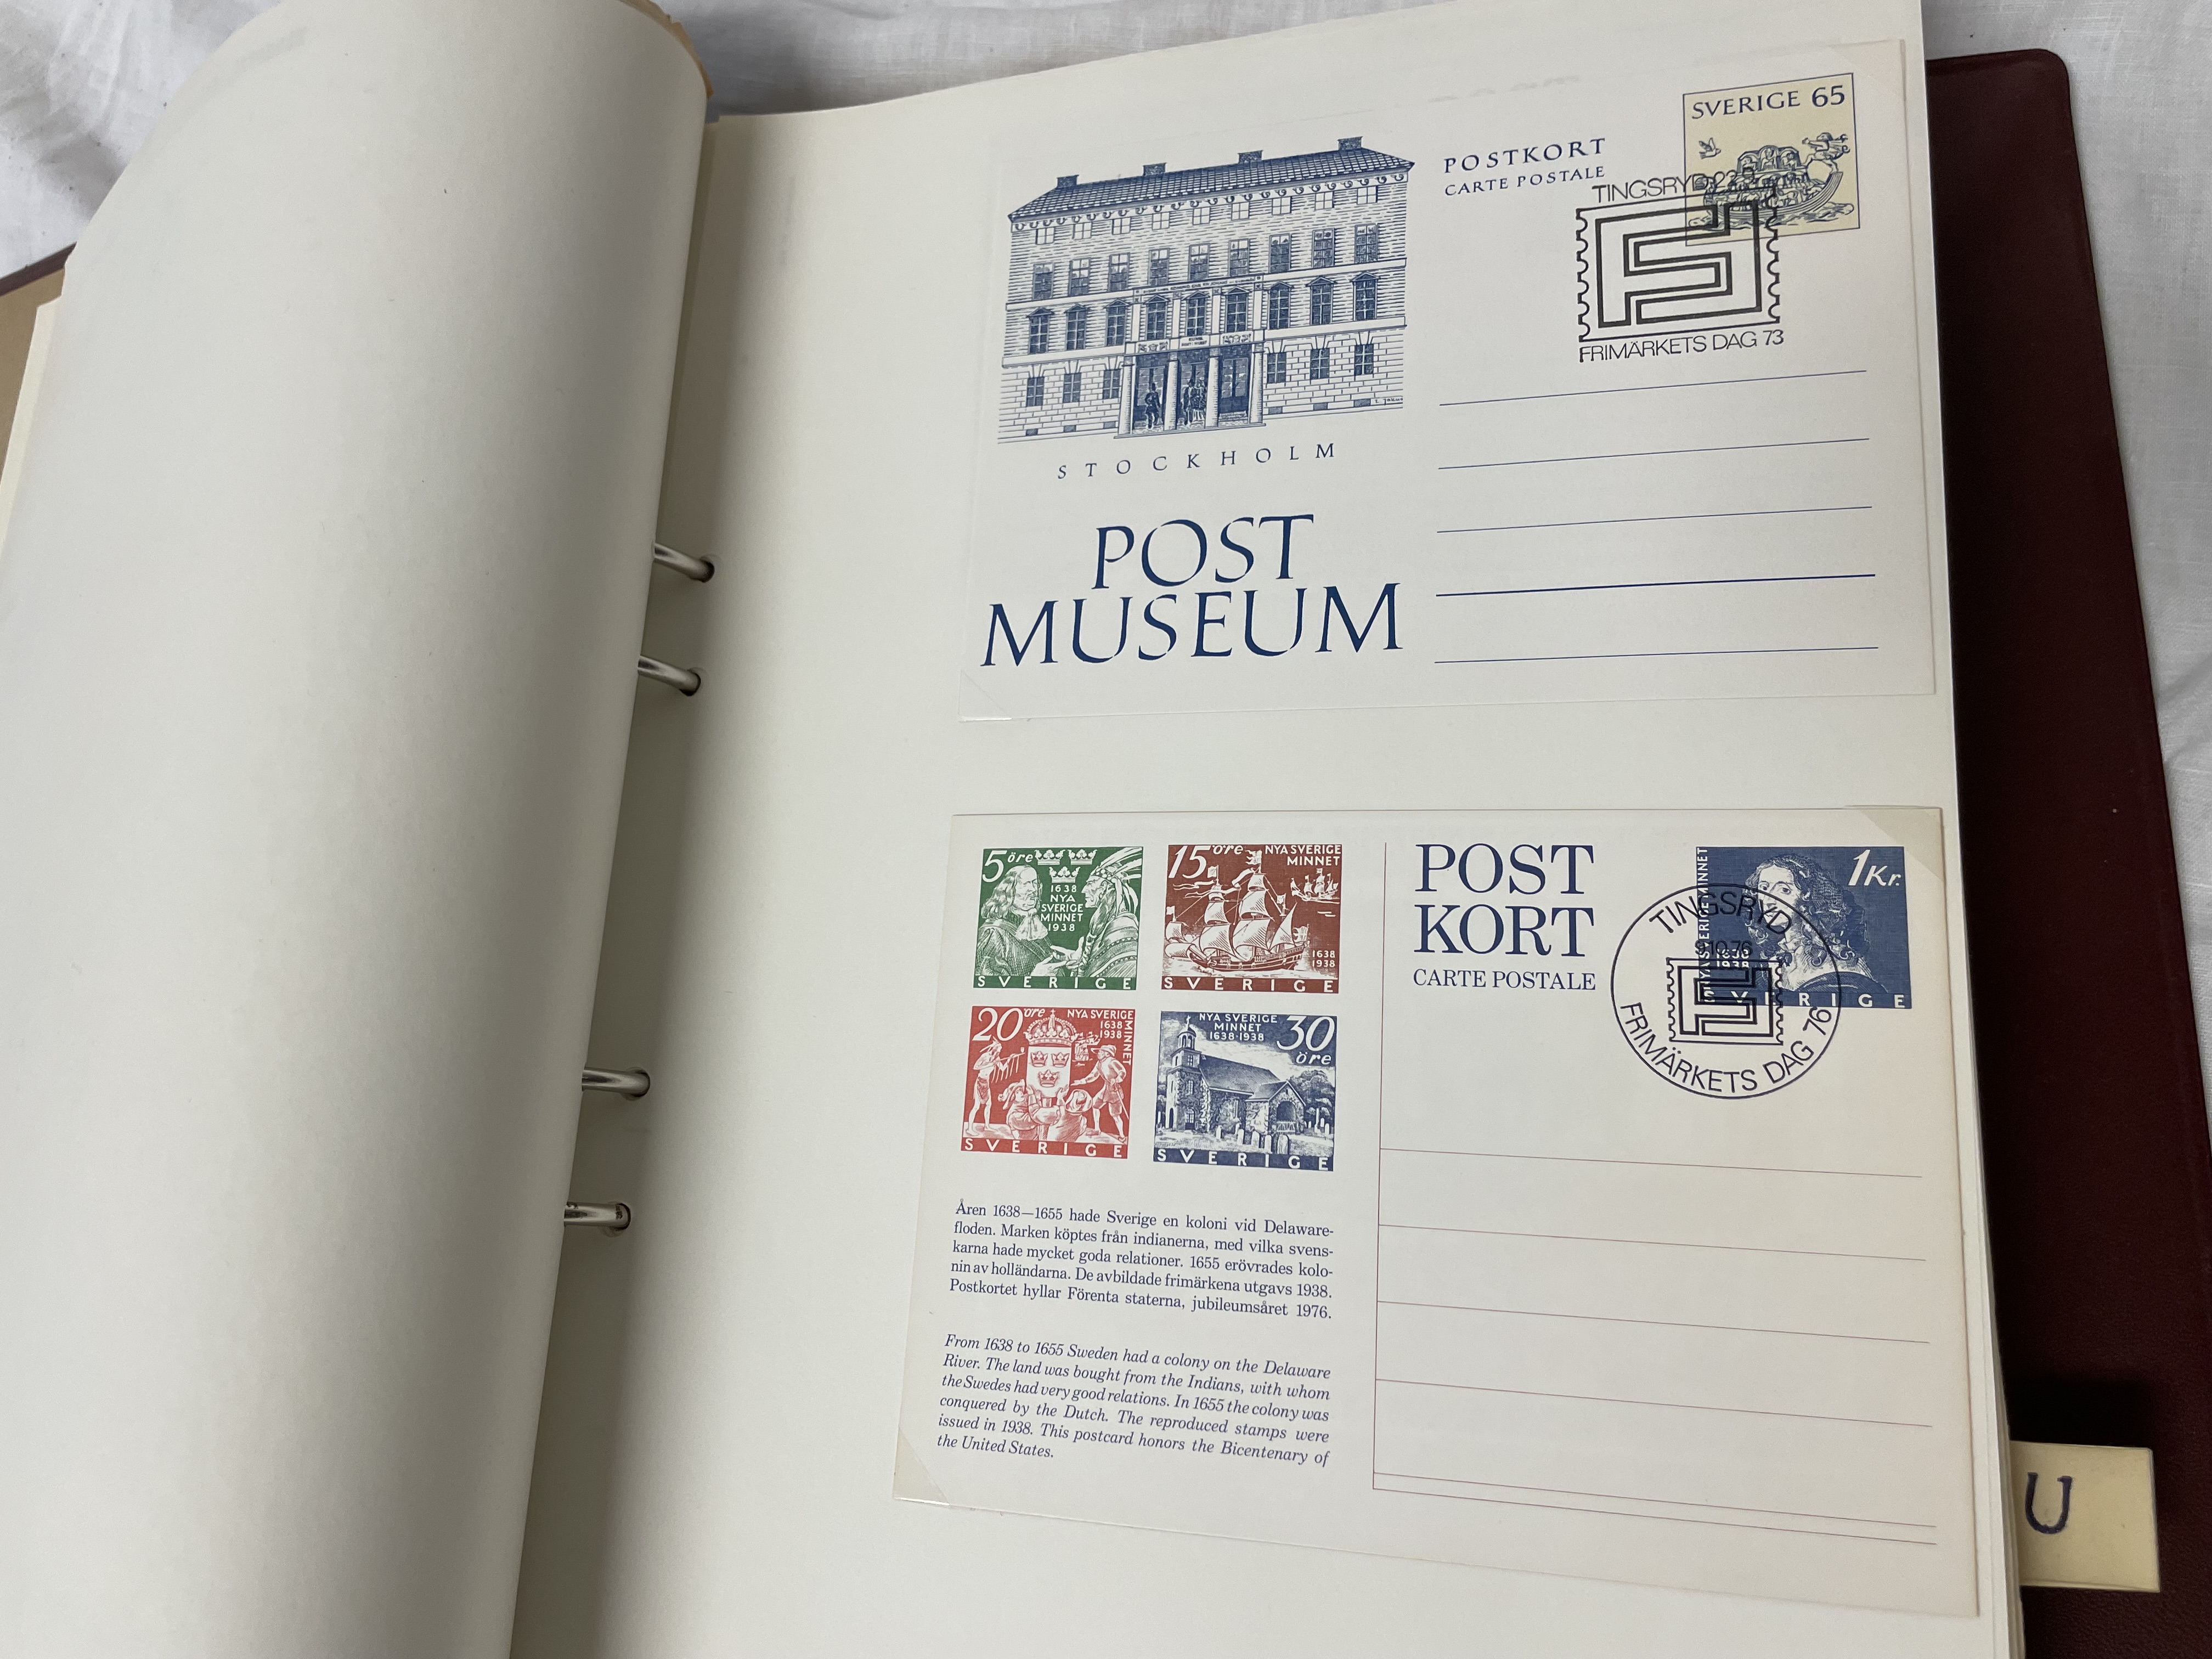 POSTKORT
CARTE POSTALE
SVERIGE 65
TINGSRYD
FRIMÄRKETS DAG 73
STOCKHOLM
POST
MUSEUM
5 öre
1638
NYA
SVERIGE
MINNET
1938
SVERIGE
15 öre
NYA SVERIGE
MINNET
1638
1938
SVERIGE
20 öre
NYA SVERIGE
1638
1938
MINNET
SVERIGE
NYA SVERIGE
MINNET
1638-1938
30
öre
SVERIGE
POST
KORT
CARTE POSTALE
1 Kr.
NYA SVERIGE MINNET
1638
1938
SVERIGE
TINGSRYD
9.10.76
FRIMÄRKETS DAG 76
Åren 1638—1655 hade Sverige en koloni vid Delaware-
floden. Marken köptes från indianerna, med vilka svens-
karna hade mycket goda relationer. 1655 erövrades kolo-
nin av holländarna. De avbildade frimärkena utgavs 1938.
Postkortet hyllar Förenta staterna, jubileumsåret 1976.
From 1638 to 1655 Sweden had a colony on the Delaware
River. The land was bought from the Indians, with whom
the Swedes had very good relations. In 1655 the colony was
conquered by the Dutch. The reproduced stamps were
issued in 1938. This postcard honors the Bicentenary of
the United States.
U